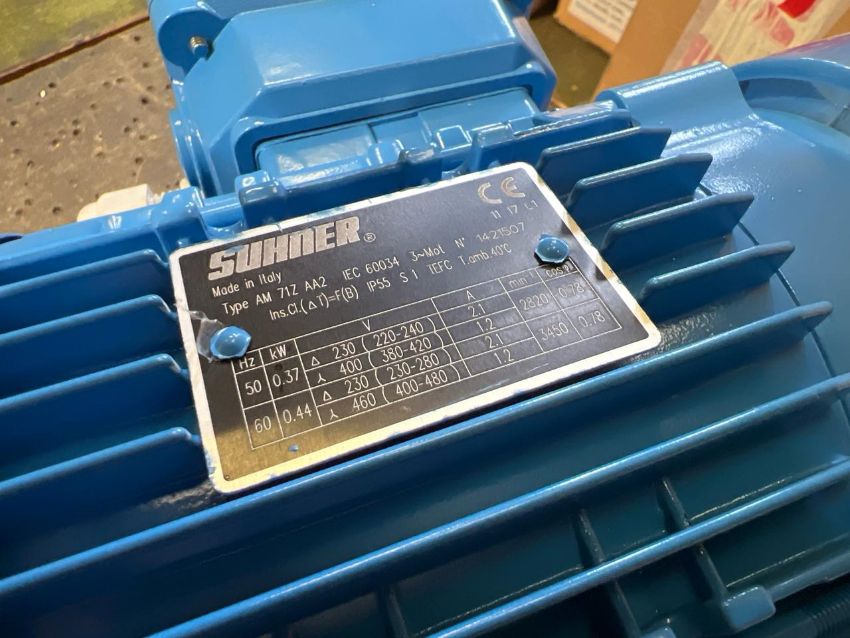 SUHNER®
CE
Made in Italy
11 17 L1
Type AM 71Z AA2 IEC 60034 3~Mot. N° 1421507
Ins.Cl.(ΔT)=F(B) IP55 S1 TEFC T.amb.40°C
Hz kW V A min⁻¹ cosφ
50 0.37 Δ 230 (220-240) 2.1 2820 0.78
⅄ 400 (380-420) 1.2
60 0.44 Δ 230 (230-280) 2.1 3450 0.78
⅄ 460 (400-480) 1.2